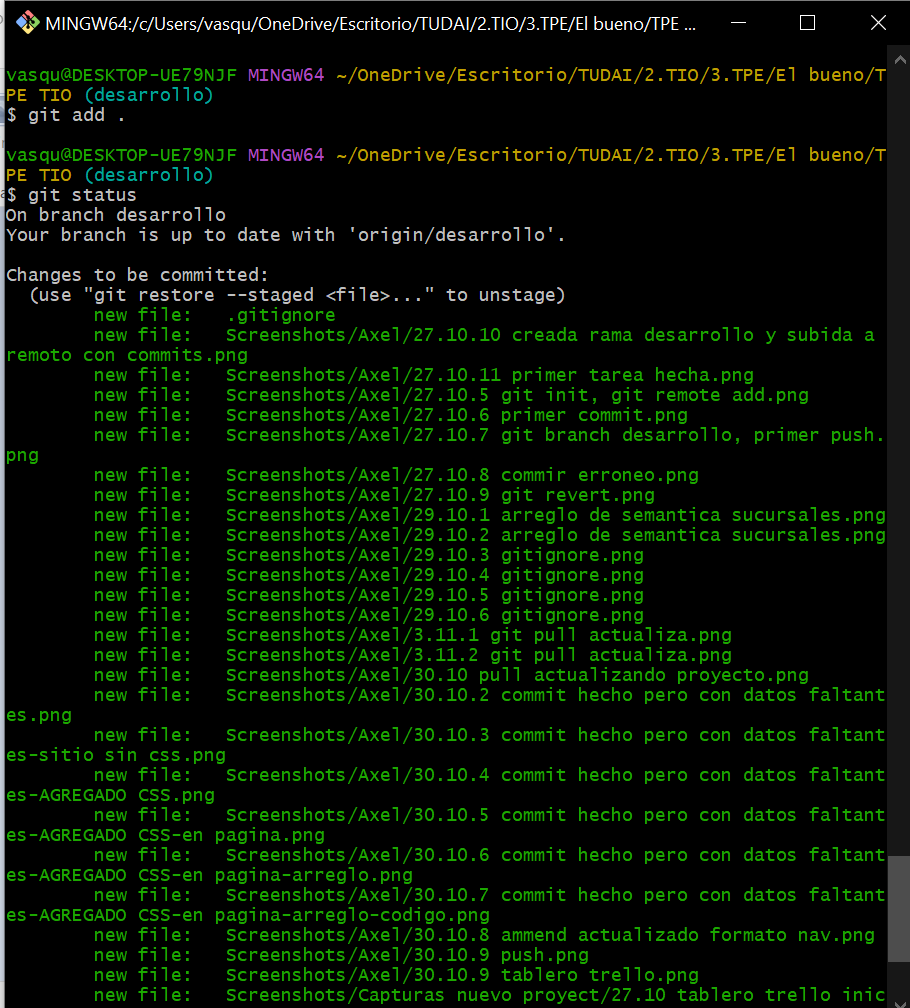 MINGW64:/c/Users/vasqu/OneDrive/Escritorio/TUDAI/2.TIO/3.TPE/El bueno/TPE ...
vasqu@DESKTOP-UE79NJF MINGW64 ~/OneDrive/Escritorio/TUDAI/2.TIO/3.TPE/El bueno/T
PE TIO (desarrollo)
$ git add .
vasqu@DESKTOP-UE79NJF MINGW64 ~/OneDrive/Escritorio/TUDAI/2.TIO/3.TPE/El bueno/T
PE TIO (desarrollo)
$ git status
On branch desarrollo
Your branch is up to date with 'origin/desarrollo'.
Changes to be committed:
(use "git restore --staged <file>..." to unstage)
new file:   .gitignore
new file:   Screenshots/Axel/27.10.10 creada rama desarrollo y subida a
remoto con commits.png
new file:   Screenshots/Axel/27.10.11 primer tarea hecha.png
new file:   Screenshots/Axel/27.10.5 git init, git remote add.png
new file:   Screenshots/Axel/27.10.6 primer commit.png
new file:   Screenshots/Axel/27.10.7 git branch desarrollo, primer push.
png
new file:   Screenshots/Axel/27.10.8 commir erroneo.png
new file:   Screenshots/Axel/27.10.9 git revert.png
new file:   Screenshots/Axel/29.10.1 arreglo de semantica sucursales.png
new file:   Screenshots/Axel/29.10.2 arreglo de semantica sucursales.png
new file:   Screenshots/Axel/29.10.3 gitignore.png
new file:   Screenshots/Axel/29.10.4 gitignore.png
new file:   Screenshots/Axel/29.10.5 gitignore.png
new file:   Screenshots/Axel/29.10.6 gitignore.png
new file:   Screenshots/Axel/3.11.1 git pull actualiza.png
new file:   Screenshots/Axel/3.11.2 git pull actualiza.png
new file:   Screenshots/Axel/30.10 pull actualizando proyecto.png
new file:   Screenshots/Axel/30.10.2 commit hecho pero con datos faltant
es.png
new file:   Screenshots/Axel/30.10.3 commit hecho pero con datos faltant
es-sitio sin css.png
new file:   Screenshots/Axel/30.10.4 commit hecho pero con datos faltant
es-AGREGADO CSS.png
new file:   Screenshots/Axel/30.10.5 commit hecho pero con datos faltant
es-AGREGADO CSS-en pagina.png
new file:   Screenshots/Axel/30.10.6 commit hecho pero con datos faltant
es-AGREGADO CSS-en pagina-arreglo.png
new file:   Screenshots/Axel/30.10.7 commit hecho pero con datos faltant
es-AGREGADO CSS-en pagina-arreglo-codigo.png
new file:   Screenshots/Axel/30.10.8 ammend actualizado formato nav.png
new file:   Screenshots/Axel/30.10.9 push.png
new file:   Screenshots/Axel/30.10.9 tablero trello.png
new file:   Screenshots/Capturas nuevo proyect/27.10 tablero trello inic